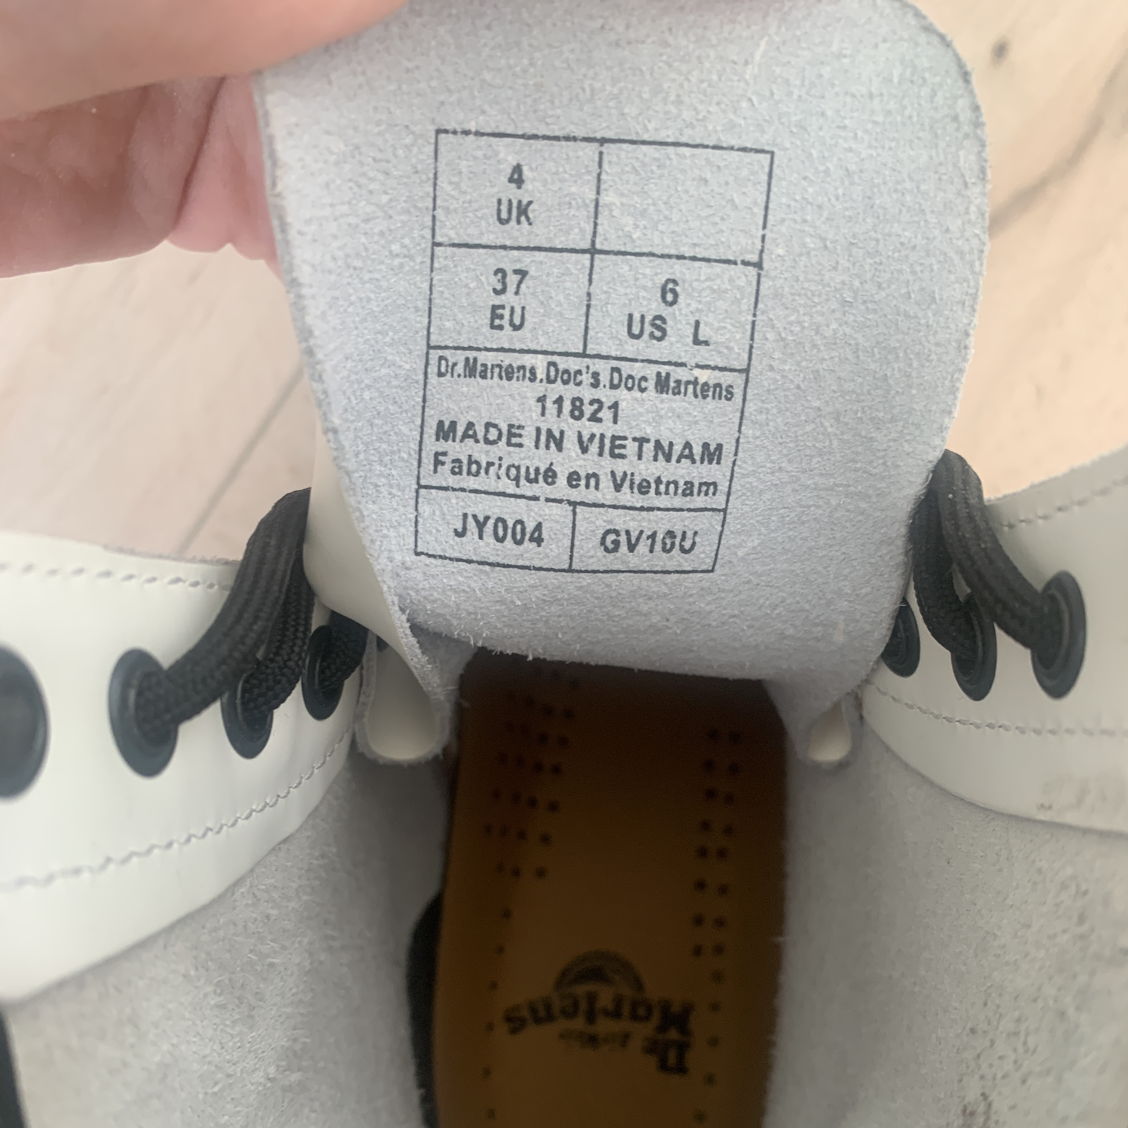 4
UK
37
EU
6
US L
Dr.Martens.Doc's.Doc Martens
11821
MADE IN VIETNAM
Fabriqué en Vietnam
JY004
GV10U
Dr.
Martens